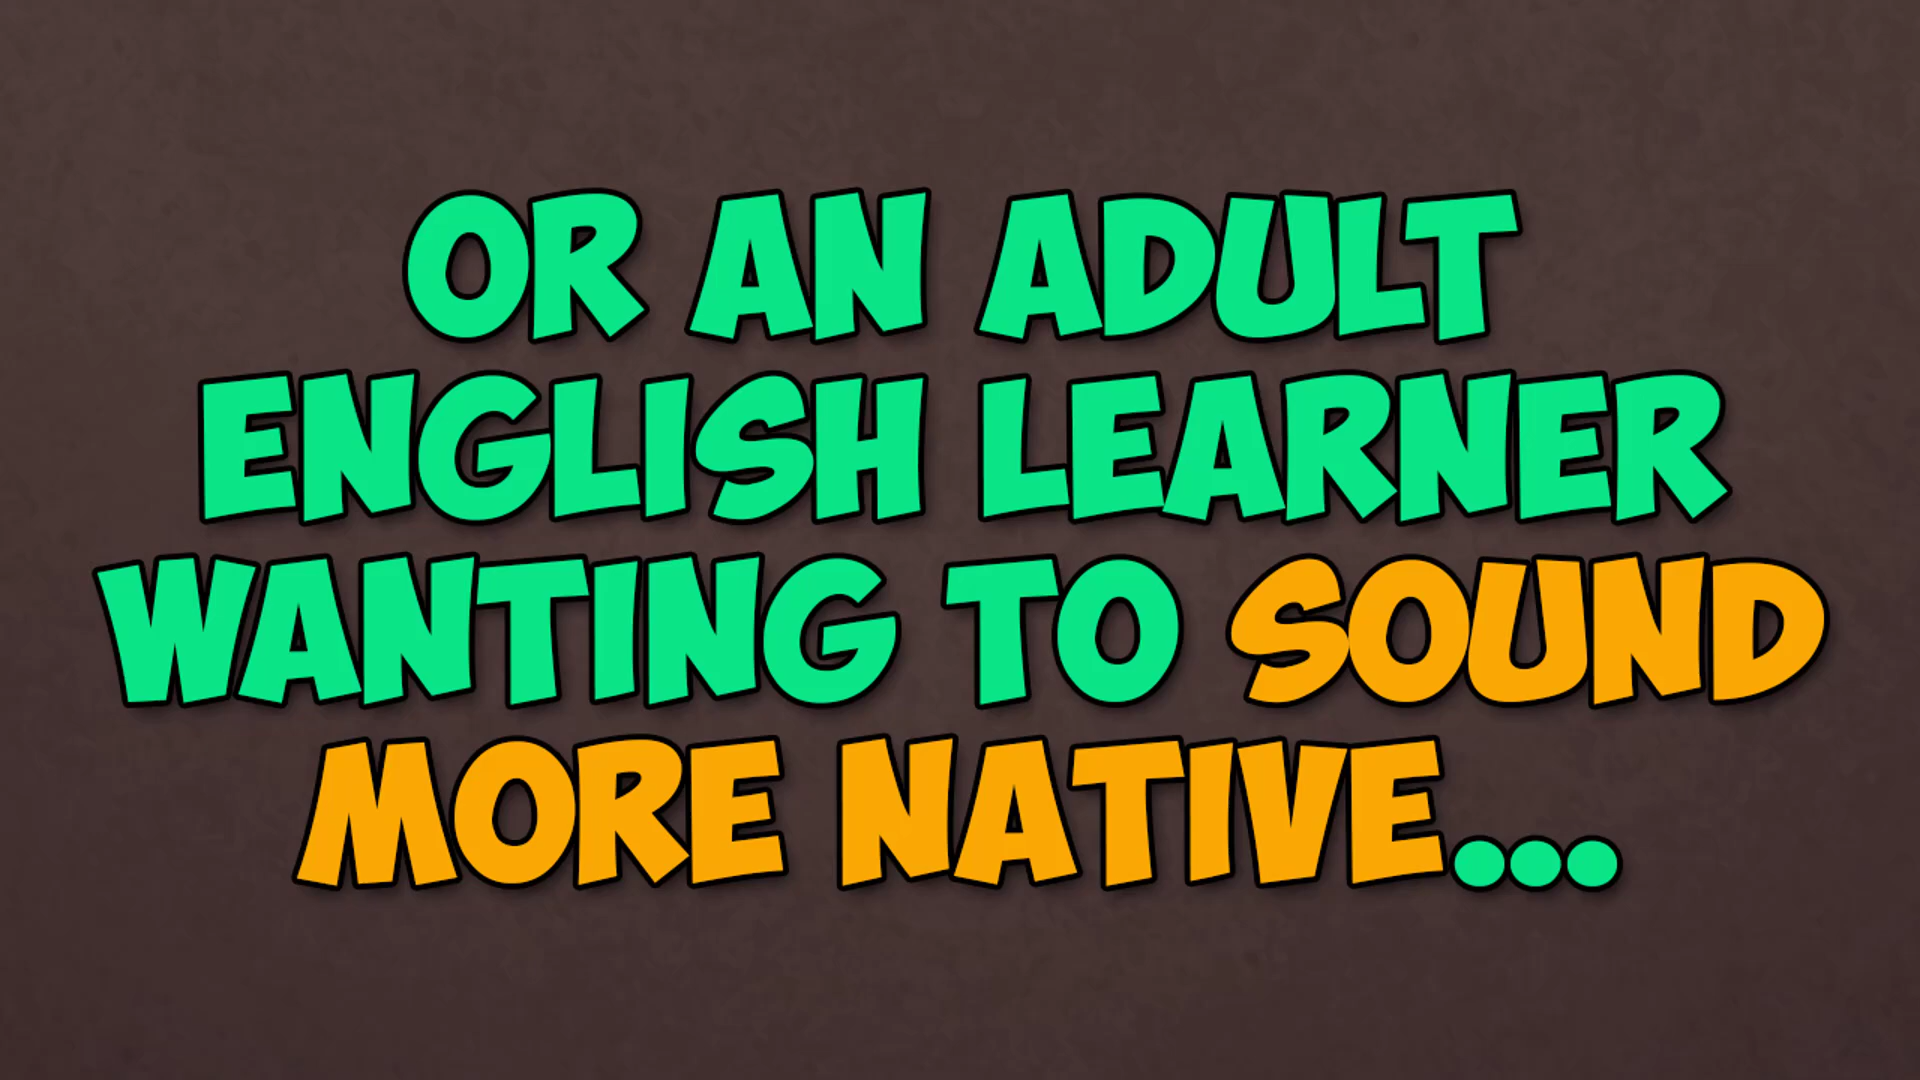 OR AN ADULT
ENGLISH LEARNER
WANTING TO SOUND
MORE NATIVE...